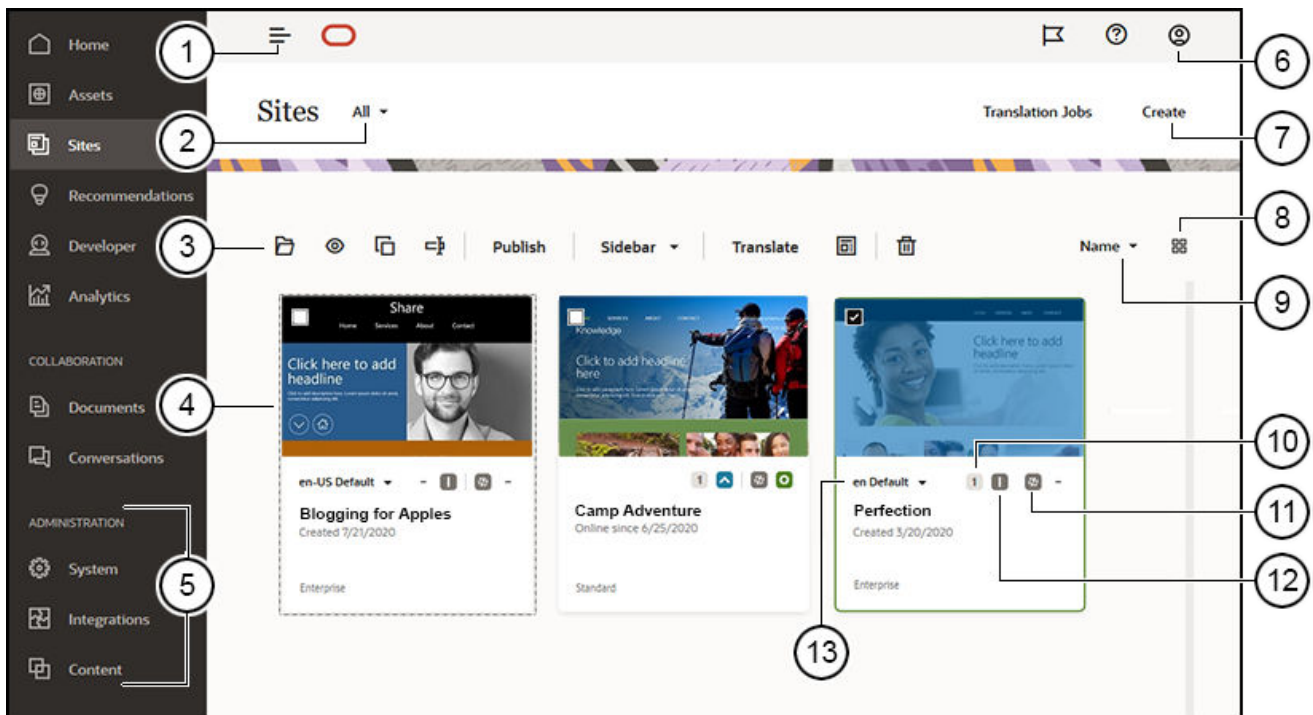 Home
Assets
Sites
Recommendations
Developer
Analytics
COLLABORATION
Documents
Conversations
ADMINISTRATION
System
Integrations
Content
1
2
3
4
5
Sites All
Translation Jobs Create
6
7
8
9
10
11
12
13
Publish Sidebar Translate
Name
Share
Home Services About Contact
Click here to add
headline
en-US Default - -
-
Blogging for Apples
Created 7/21/2020
Enterprise
SERVICES ABOUT CONTACT
Knowledge
Click to add headline
here
1
Camp Adventure
Online since 6/25/2020
Standard
Click here to add
headline
en Default 1 -
Perfection
Created 3/20/2020
Enterprise